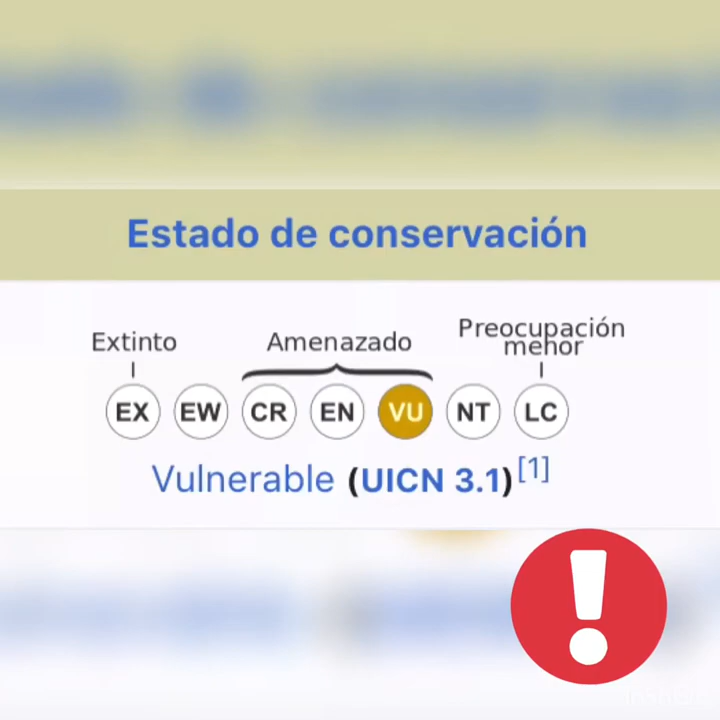 Estado de conservación
Extinto
Amenazado
Preocupación
menor
EX EW CR EN VU NT LC
Vulnerable (UICN 3.1)[1]